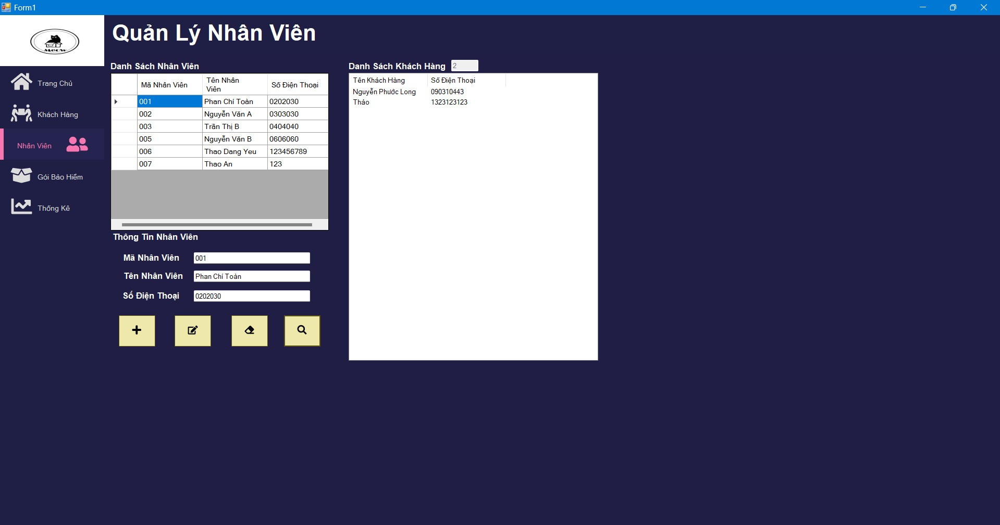 Form1
Quản Lý Nhân Viên
Trang Chủ
Khách Hàng
Nhân Viên
Gói Bảo Hiểm
Thống Kê
Danh Sách Nhân Viên
Mã Nhân Viên Tên Nhân Viên Số Điện Thoại
001 Phan Chí Toàn 0202030
002 Nguyễn Văn A 0303030
003 Trần Thị B 0404040
005 Nguyễn Văn B 0606060
006 Thao Dang Yeu 123456789
007 Thao An 123
Thông Tin Nhân Viên
Mã Nhân Viên 001
Tên Nhân Viên Phan Chí Toàn
Số Điện Thoại 0202030
Danh Sách Khách Hàng 2
Tên Khách Hàng Số Điện Thoại
Nguyễn Phước Long 090310443
Thảo 1323123123